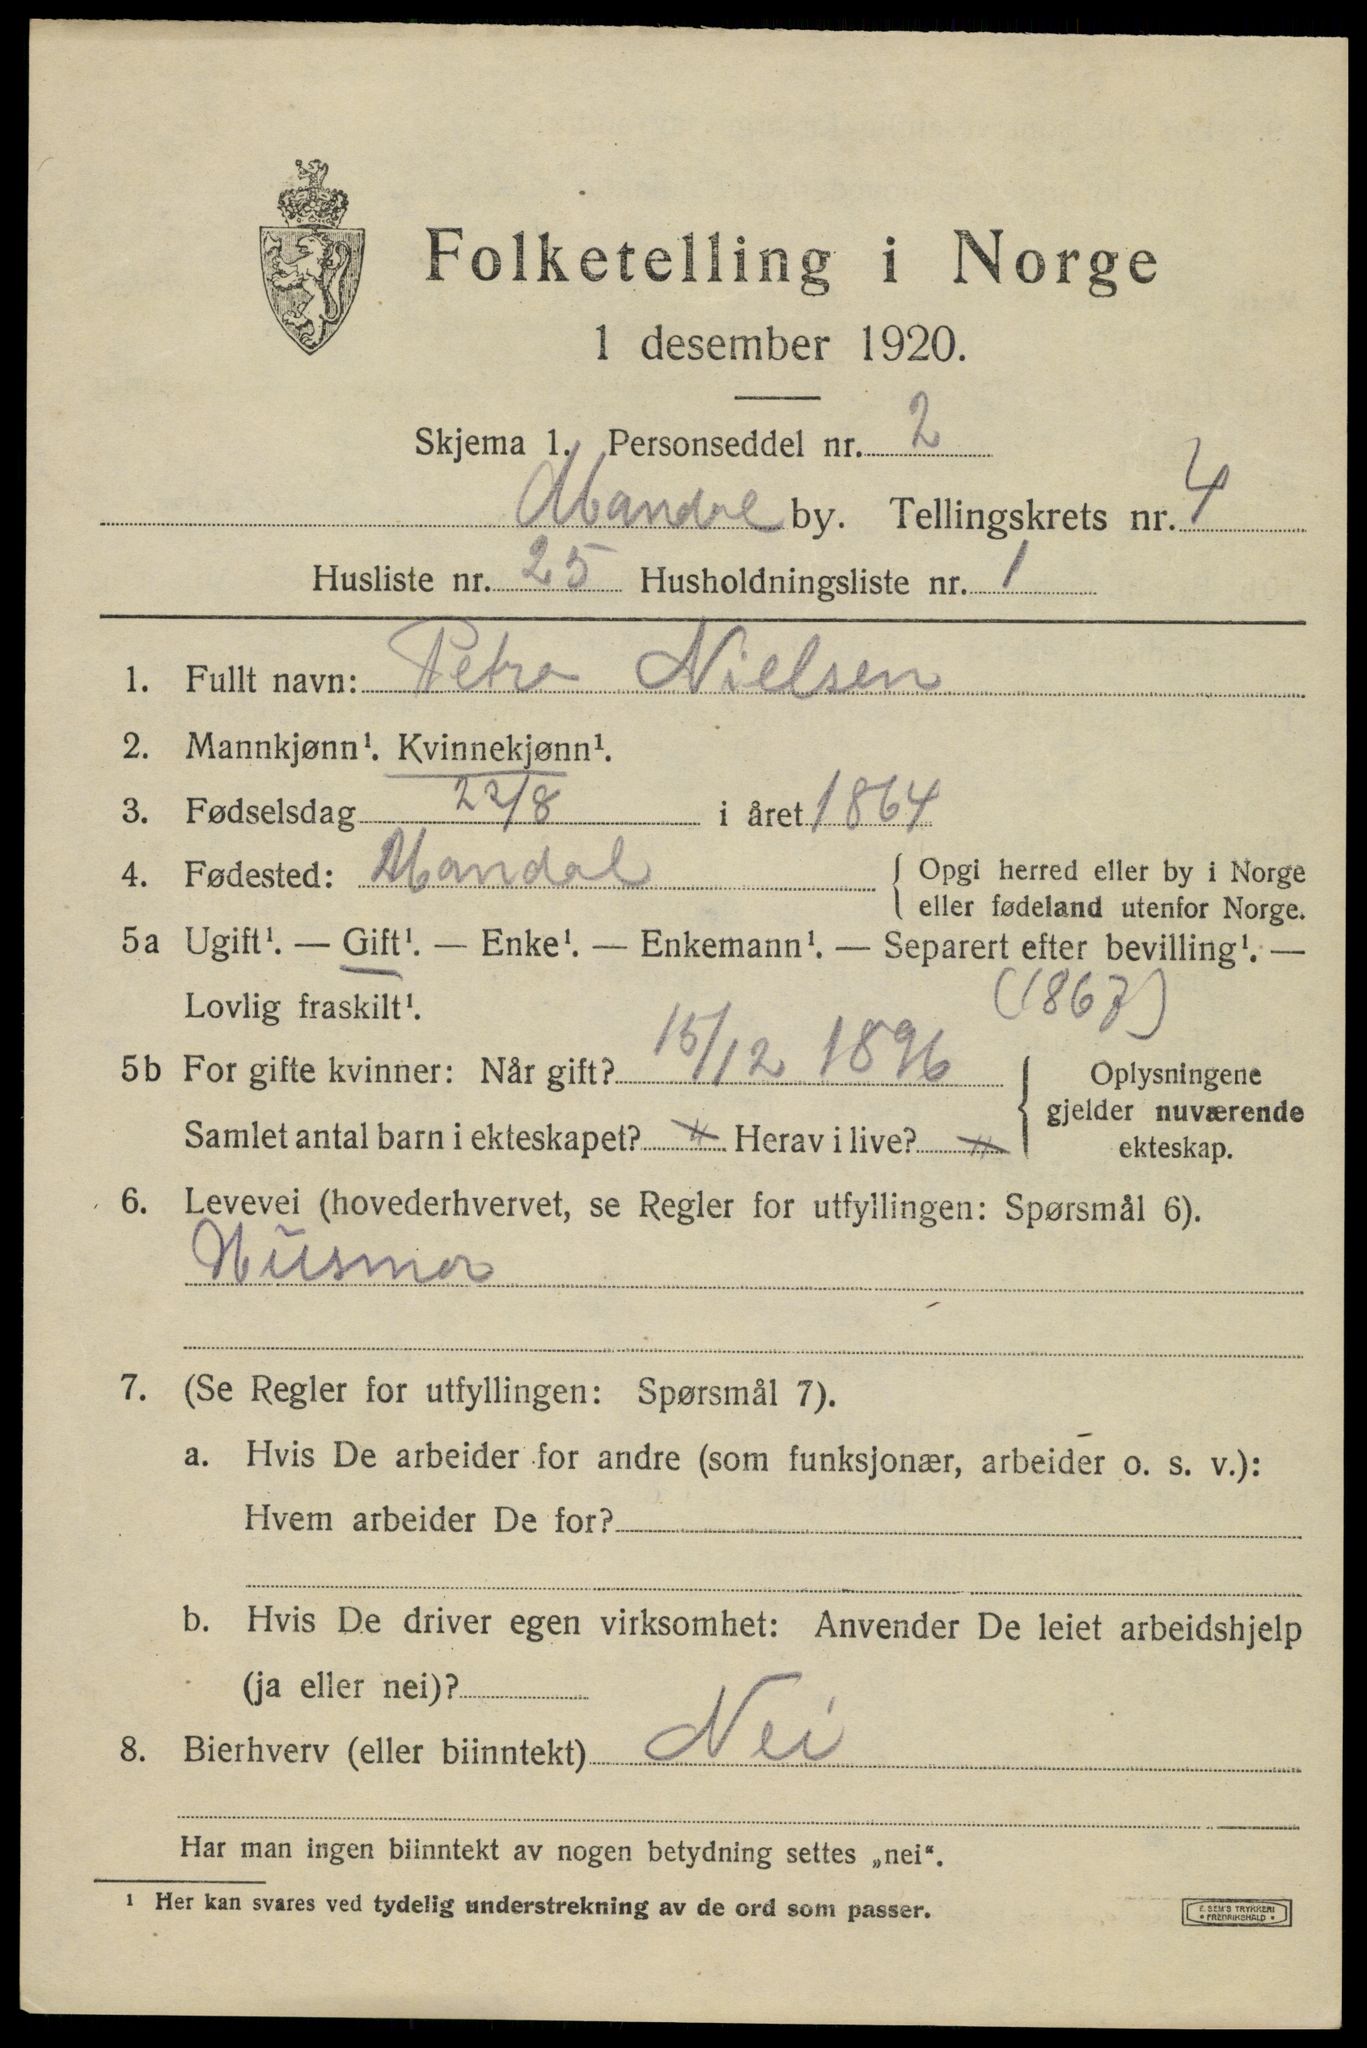 Folketelling i Norge
1 desember 1920.
Skjema 1. Personseddel nr. 2
Mandal by. Tellingskrets nr. 4
Husliste nr. 25 Husholdningsliste nr. 1
1. Fullt navn: Petra Nielsen
2. Mannkjønn¹. Kvinnekjønn¹.
3. Fødselsdag 22/8 i året 1864
4. Fødested: Mandal { Opgi herred eller by i Norge
eller fødeland utenfor Norge.
5a Ugift¹. — Gift¹. — Enke¹. — Enkemann¹. — Separert efter bevilling¹. —
Lovlig fraskilt¹. (1867)
5b For gifte kvinner: Når gift? 15/12 1896
Samlet antal barn i ekteskapet? Herav i live?
{ Oplysningene
gjelder nuværende
ekteskap.
6. Levevei (hovederhvervet, se Regler for utfyllingen: Spørsmål 6).
Husmor
7. (Se Regler for utfyllingen: Spørsmål 7).
a. Hvis De arbeider for andre (som funksjonær, arbeider o. s. v.):
Hvem arbeider De for?
b. Hvis De driver egen virksomhet: Anvender De leiet arbeidshjelp
(ja eller nei)?
8. Bierhverv (eller biinntekt) Nei
Har man ingen biinntekt av nogen betydning settes „nei“.
¹ Her kan svares ved tydelig understrekning av de ord som passer.
E. SEM'S TRYKKERI
• FREDRIKSHALD •